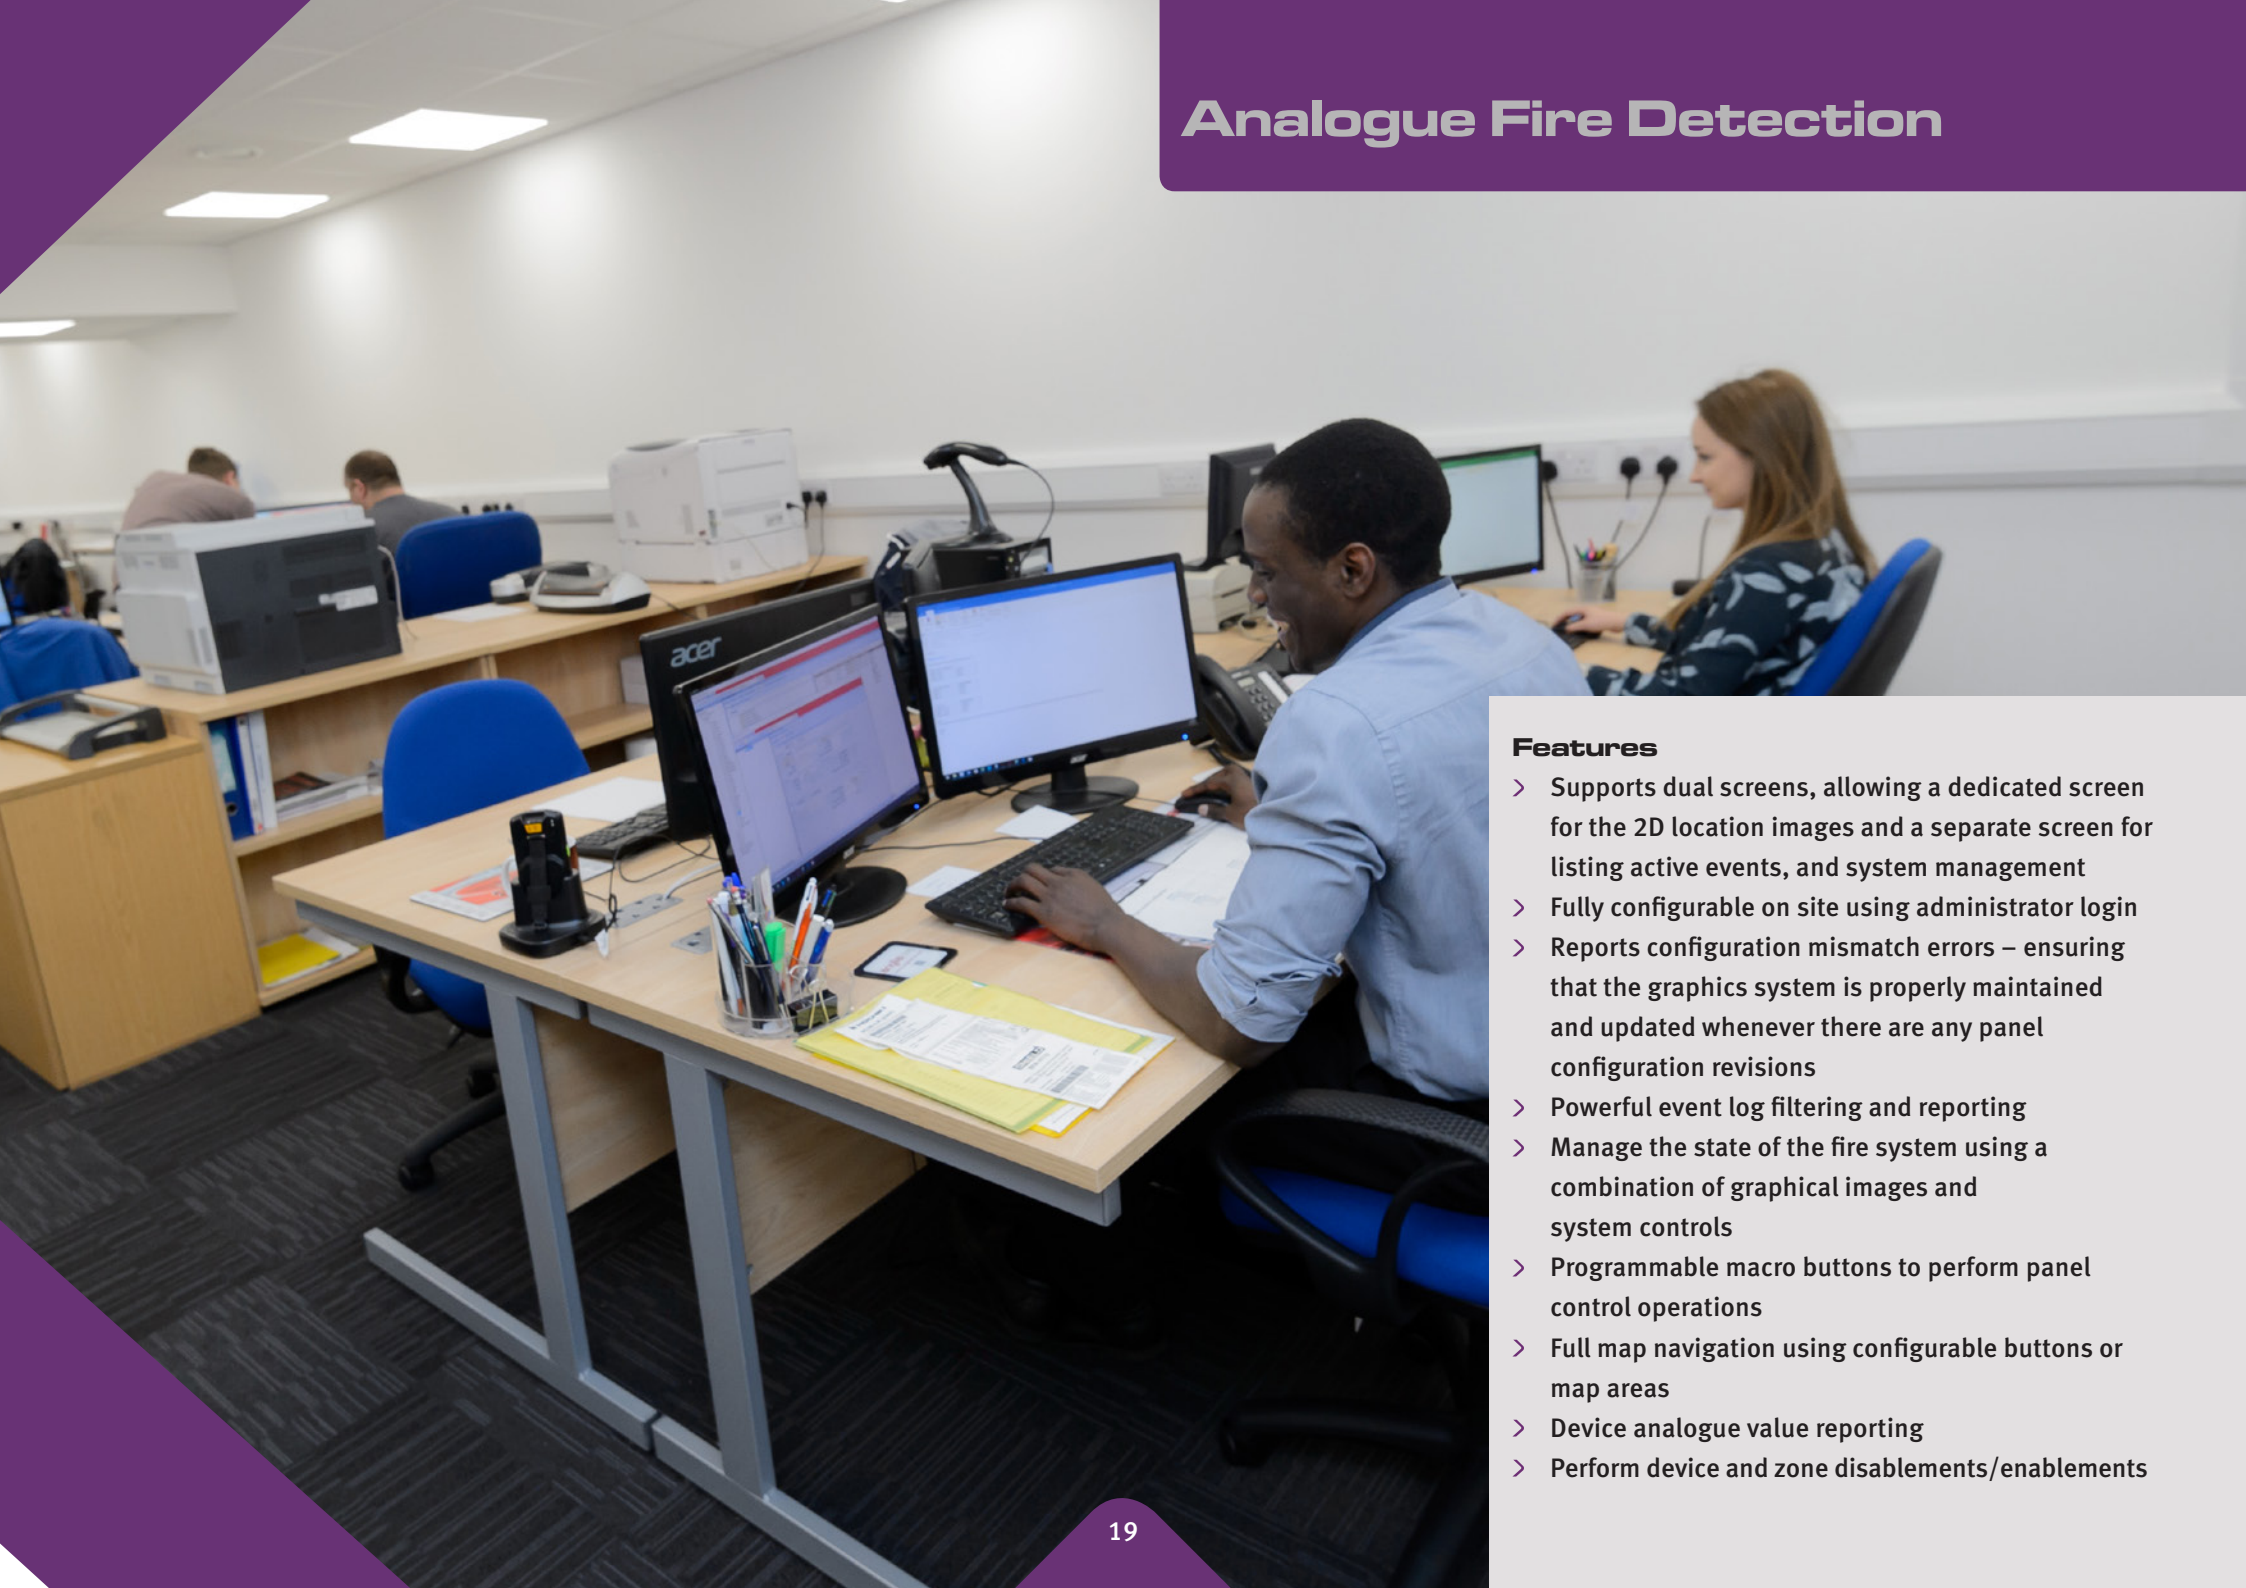 Analogue Fire Detection
acer
Features
> Supports dual screens, allowing a dedicated screen
for the 2D location images and a separate screen for
listing active events, and system management
> Fully configurable on site using administrator login
> Reports configuration mismatch errors – ensuring
that the graphics system is properly maintained
and updated whenever there are any panel
configuration revisions
> Powerful event log filtering and reporting
> Manage the state of the fire system using a
combination of graphical images and
system controls
> Programmable macro buttons to perform panel
control operations
> Full map navigation using configurable buttons or
map areas
> Device analogue value reporting
> Perform device and zone disablements/enablements
19